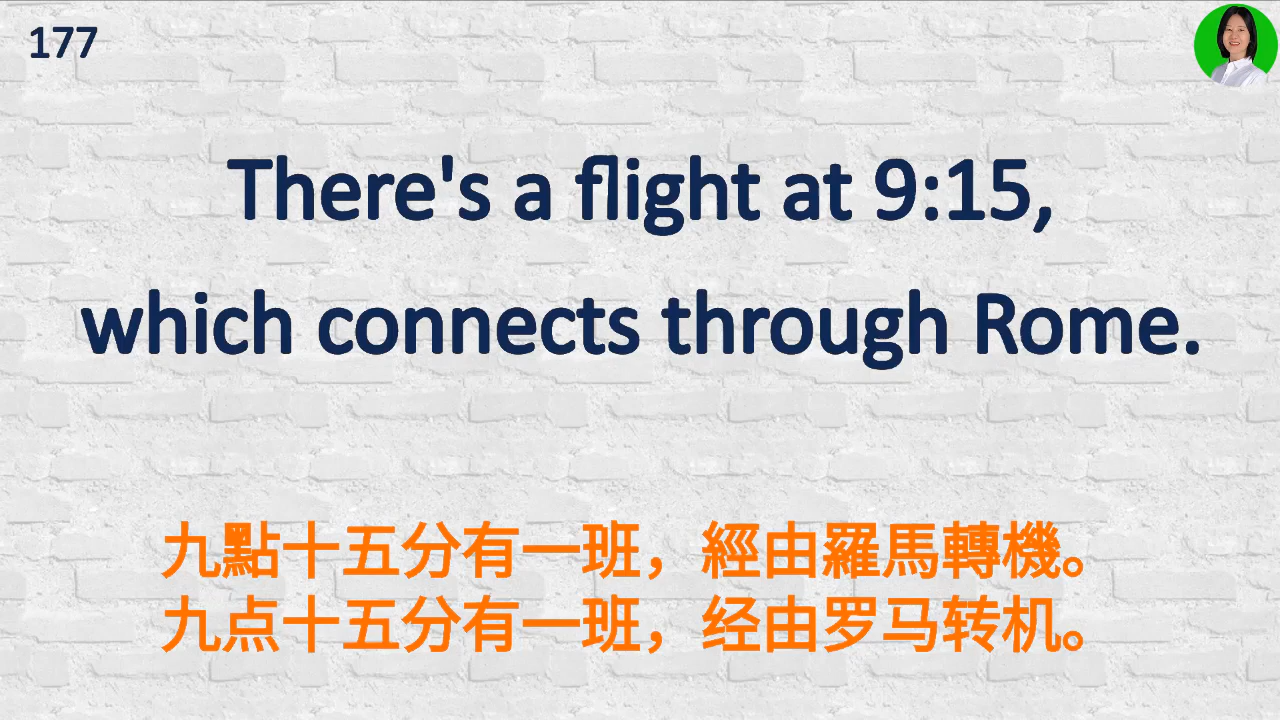 177
There's a flight at 9:15,
which connects through Rome.
九點十五分有一班，經由羅馬轉機。
九点十五分有一班，经由罗马转机。